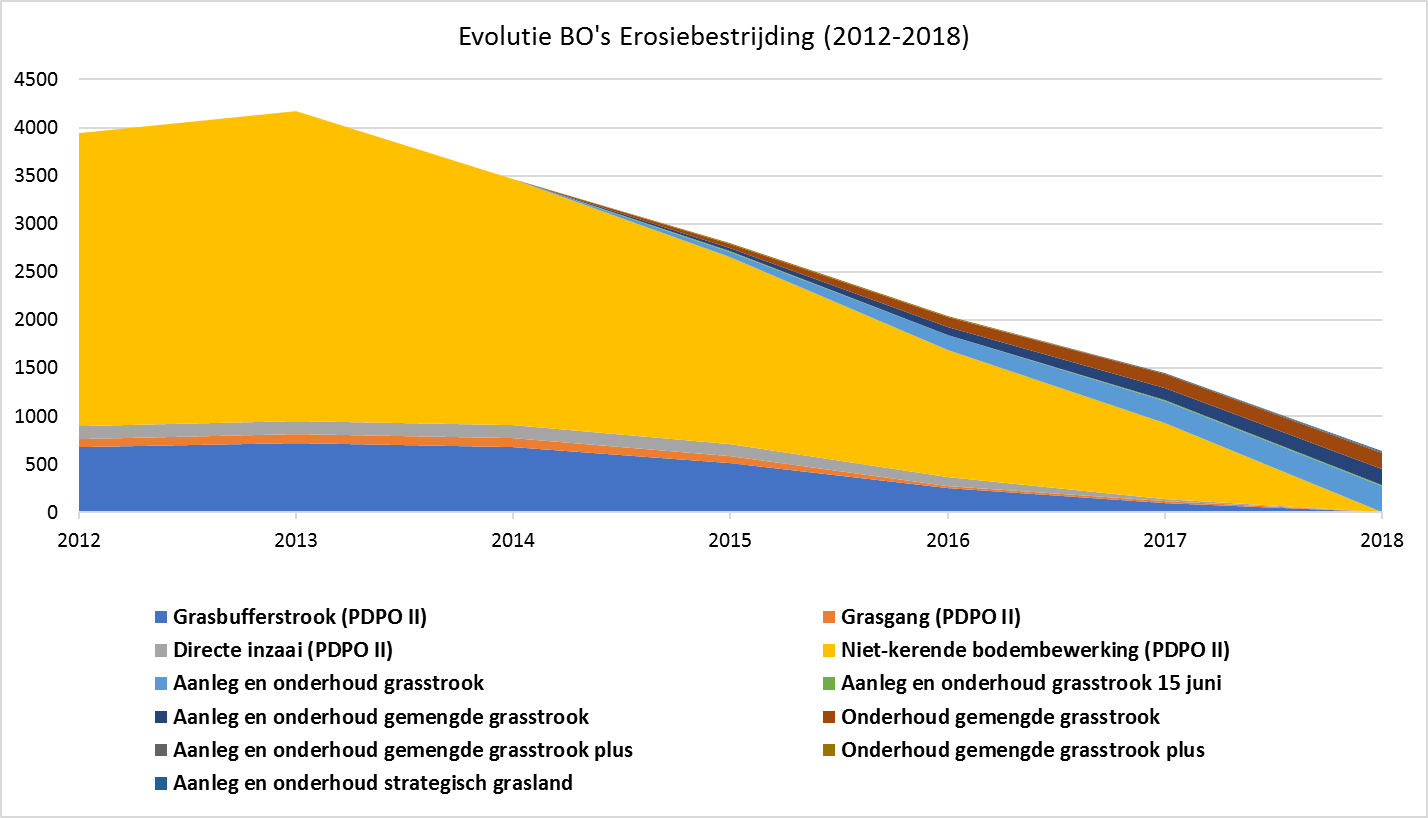 Evolutie BO's Erosiebestrijding (2012-2018)
4500
4000
3500
3000
2500
2000
1500
1000
500
0
2012 2013 2014 2015 2016 2017 2018
Grasbufferstrook (PDPO II) Grasgang (PDPO II)
Directe inzaai (PDPO II) Niet-kerende bodembewerking (PDPO II)
Aanleg en onderhoud grasstrook Aanleg en onderhoud grasstrook 15 juni
Aanleg en onderhoud gemengde grasstrook Onderhoud gemengde grasstrook
Aanleg en onderhoud gemengde grasstrook plus Onderhoud gemengde grasstrook plus
Aanleg en onderhoud strategisch grasland